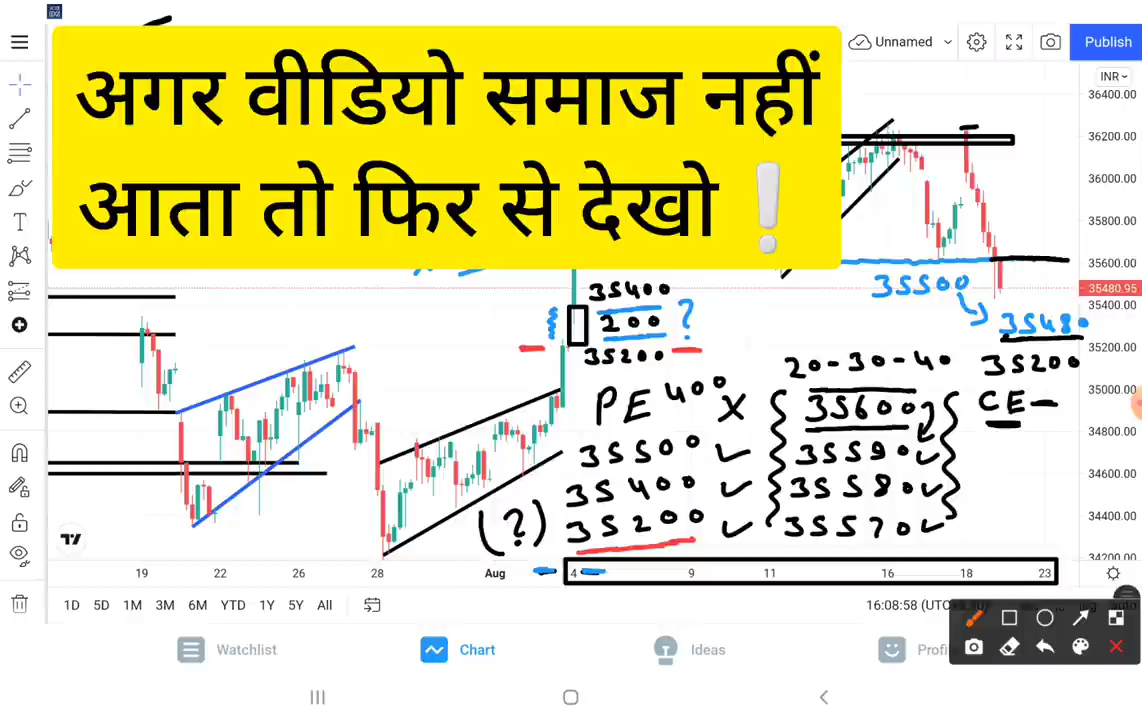 अगर वीडियो समाज नहीं
आता तो फिर से देखो❕
Unnamed
Publish
INR
36400.00
36200.00
36000.00
35800.00
35600.00
35480.95
35400.00
35200.00
35000.00
34800.00
34600.00
34400.00
34200.00
35500
35480
35200
35400
200 ?
35200
20-30-40
PE 400 X
35600
CE-
35500
35590
35400
35580
(?) 35200
35570
19 22 26 28 Aug 4 9 11 16 18 23
1D 5D 1M 3M 6M YTD 1Y 5Y All
16:08:58 (UTC
auto
Watchlist
Chart
Ideas
Profi